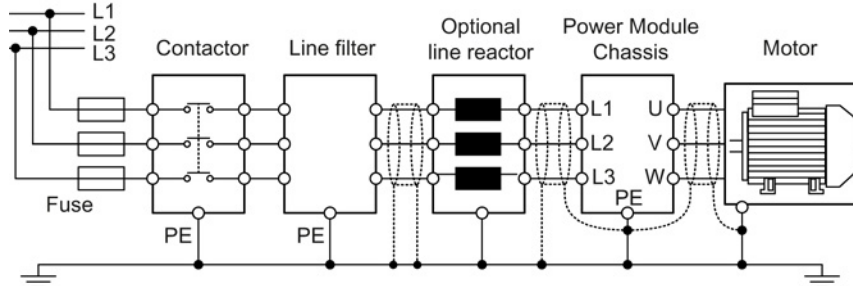 L1
L2
L3
Contactor
Line filter
Optional
line reactor
Power Module
Chassis
Motor
L1
U
L2
V
L3
W
Fuse
PE
PE
PE